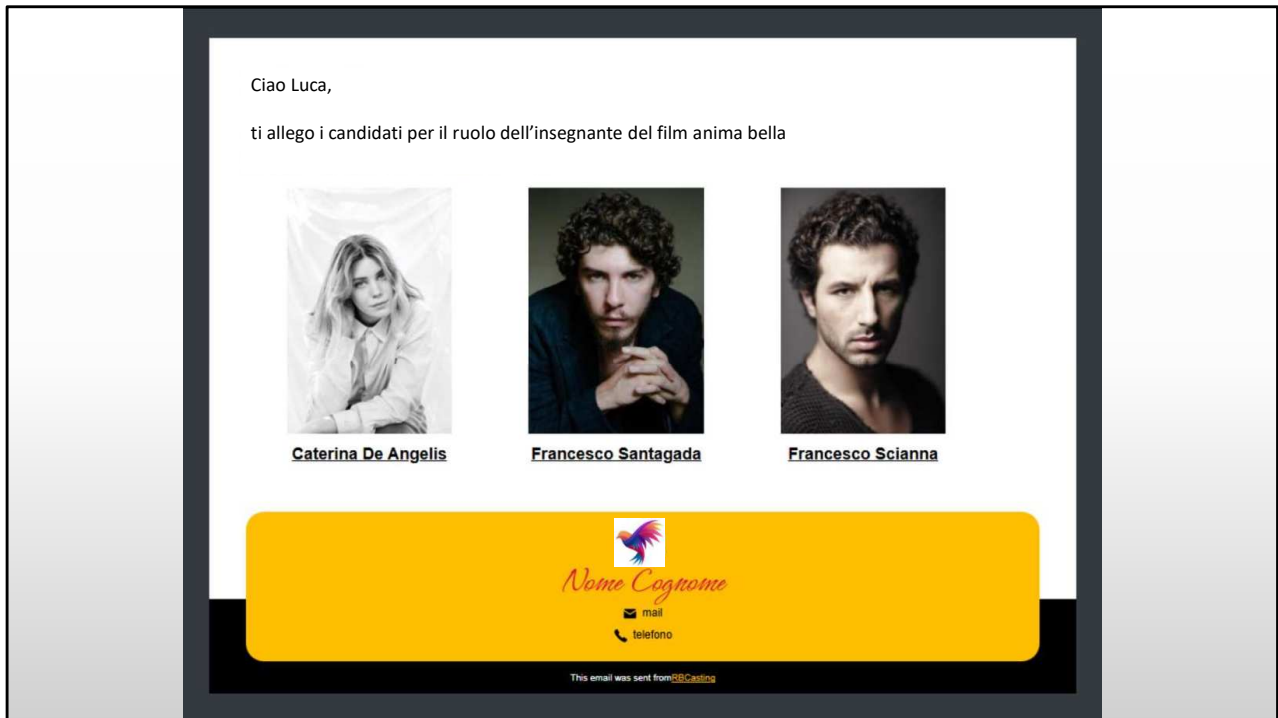 Ciao Luca,
ti allego i candidati per il ruolo dell’insegnante del film anima bella
Caterina De Angelis
Francesco Santagada
Francesco Scianna
Nome Cognome
mail
telefono
This email was sent fromRBCasting